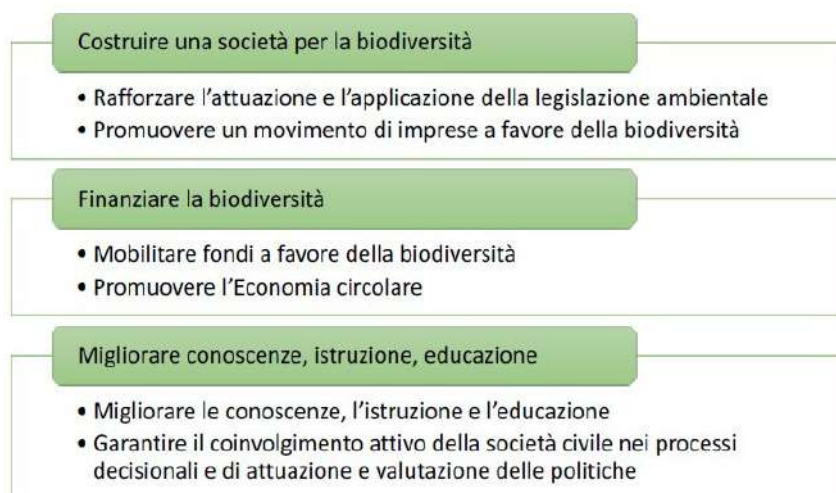 Costruire una società per la biodiversità
• Rafforzare l'attuazione e l'applicazione della legislazione ambientale
• Promuovere un movimento di imprese a favore della biodiversità
Finanziare la biodiversità
• Mobilitare fondi a favore della biodiversità
• Promuovere l'Economia circolare
Migliorare conoscenze, istruzione, educazione
• Migliorare le conoscenze, l'istruzione e l'educazione
• Garantire il coinvolgimento attivo della società civile nei processi
decisionali e di attuazione e valutazione delle politiche